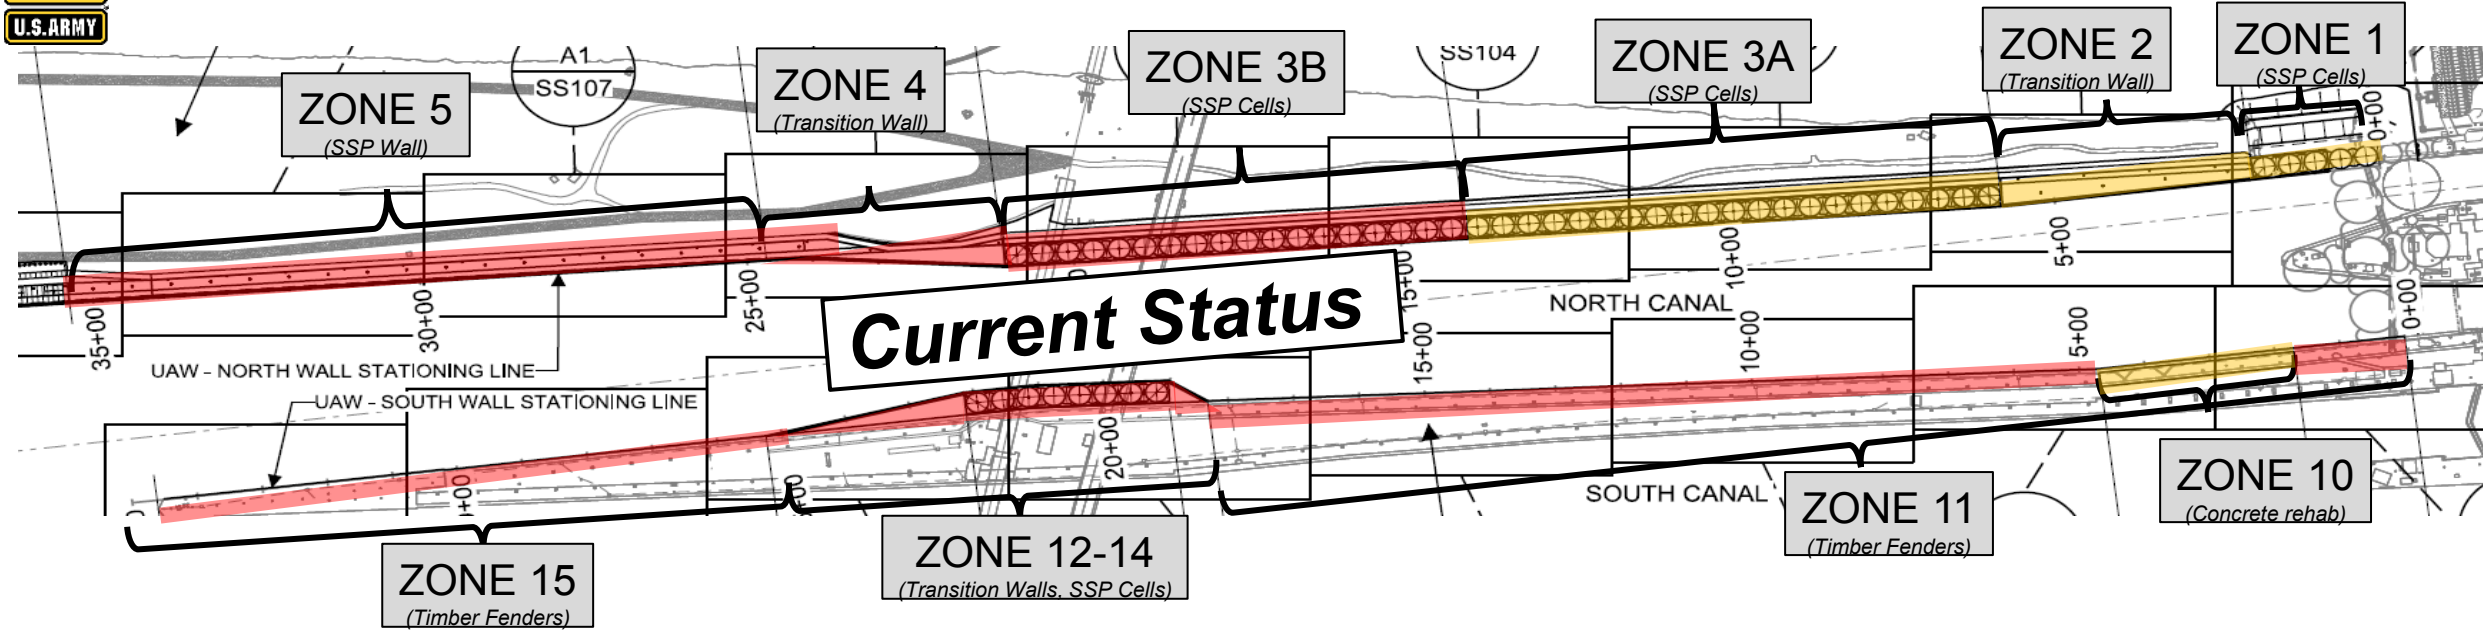 U.S.ARMY
A1
SS107
SS104
ZONE 5
(SSP Wall)
ZONE 4
(Transition Wall)
ZONE 3B
(SSP Cells)
ZONE 3A
(SSP Cells)
ZONE 2
(Transition Wall)
ZONE 1
(SSP Cells)
35+00
30+00
25+00
15+00
10+00
5+00
0+00
Current Status
NORTH CANAL
UAW - NORTH WALL STATIONING LINE
UAW - SOUTH WALL STATIONING LINE
20+00
15+00
10+00
5+00
0+00
SOUTH CANAL
ZONE 15
(Timber Fenders)
ZONE 12-14
(Transition Walls, SSP Cells)
ZONE 11
(Timber Fenders)
ZONE 10
(Concrete rehab)